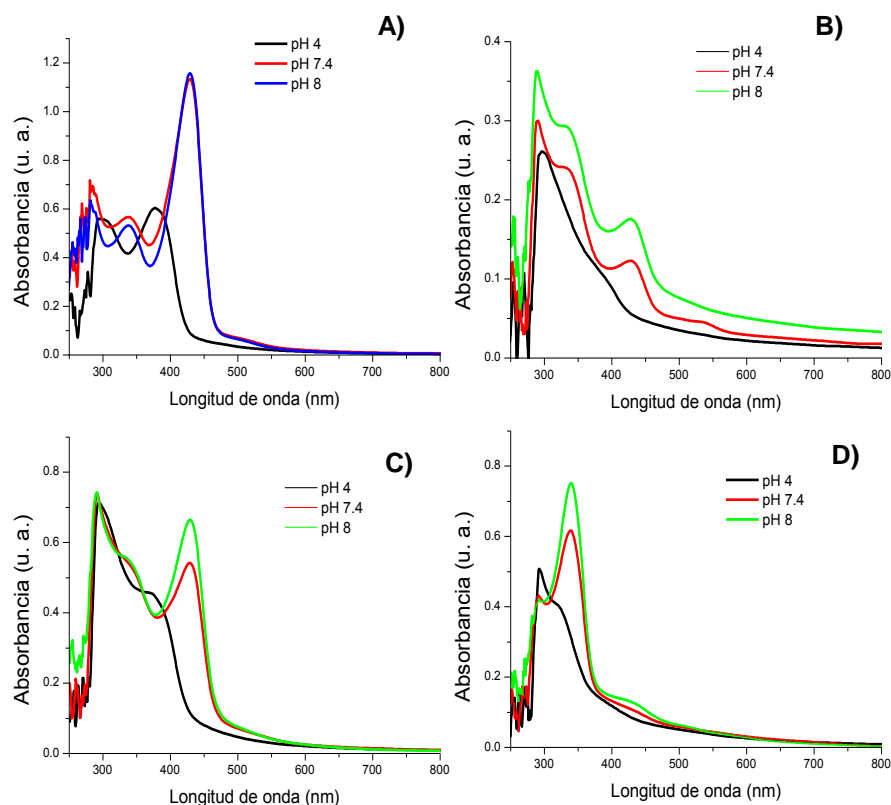 A)
pH 4
pH 7.4
pH 8
1.2
1.0
0.8
0.6
0.4
0.2
0.0
Absorbancia (u. a.)
300 400 500 600 700 800
Longitud de onda (nm)
B)
pH 4
pH 7.4
pH 8
0.4
0.3
0.2
0.1
0.0
Absorbancia (u. a.)
300 400 500 600 700 800
Longitud de onda (nm)
C)
pH 4
pH 7.4
pH 8
0.8
0.6
0.4
0.2
0.0
Absorbancia (u. a.)
300 400 500 600 700 800
Longitud de onda (nm)
D)
pH 4
pH 7.4
pH 8
0.8
0.6
0.4
0.2
0.0
Absorbancia (u. a.)
300 400 500 600 700 800
Longitud de onda (nm)